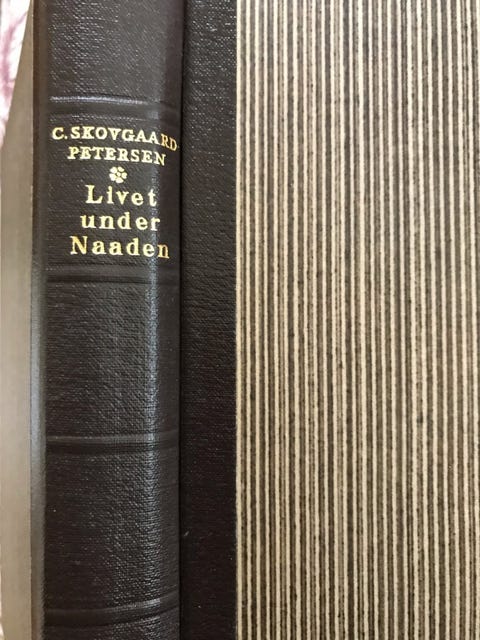 C. SKOVGAARD-
PETERSEN
Livet
under
Naaden